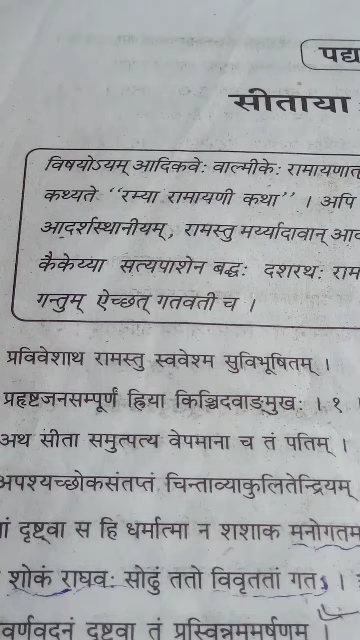 पद्य
सीताया
विषयोऽयम् आदिकवेः वाल्मीकेः रामायणात्
कथ्यते "रम्या रामायणी कथा" । अपि
आदर्शस्थानीयम्, रामस्तु मर्य्यादावान् आव
कैकेय्या सत्यपाशेन बद्धः दशरथः राम
गन्तुम् ऐच्छत् गतवती च ।
प्रविवेशाथ रामस्तु स्ववेश्म सुविभूषितम् ।
प्रहृष्टजनसम्पूर्णं ह्रिया किञ्चिदवाङ्मुखः । १ ।
अथ सीता समुत्पत्य वेपमाना च तं पतिम् ।
अपश्यच्छोकसंतप्तं चिन्ताव्याकुलितेन्द्रियम्
तां दृष्ट्वा स हि धर्मात्मा न शशाक मनोगतम
शोकं राघवः सोढुं ततो विवृततां गतः ।
वर्णवदनं दृष्ट्वा तं प्रस्विन्नममर्षणम् ।